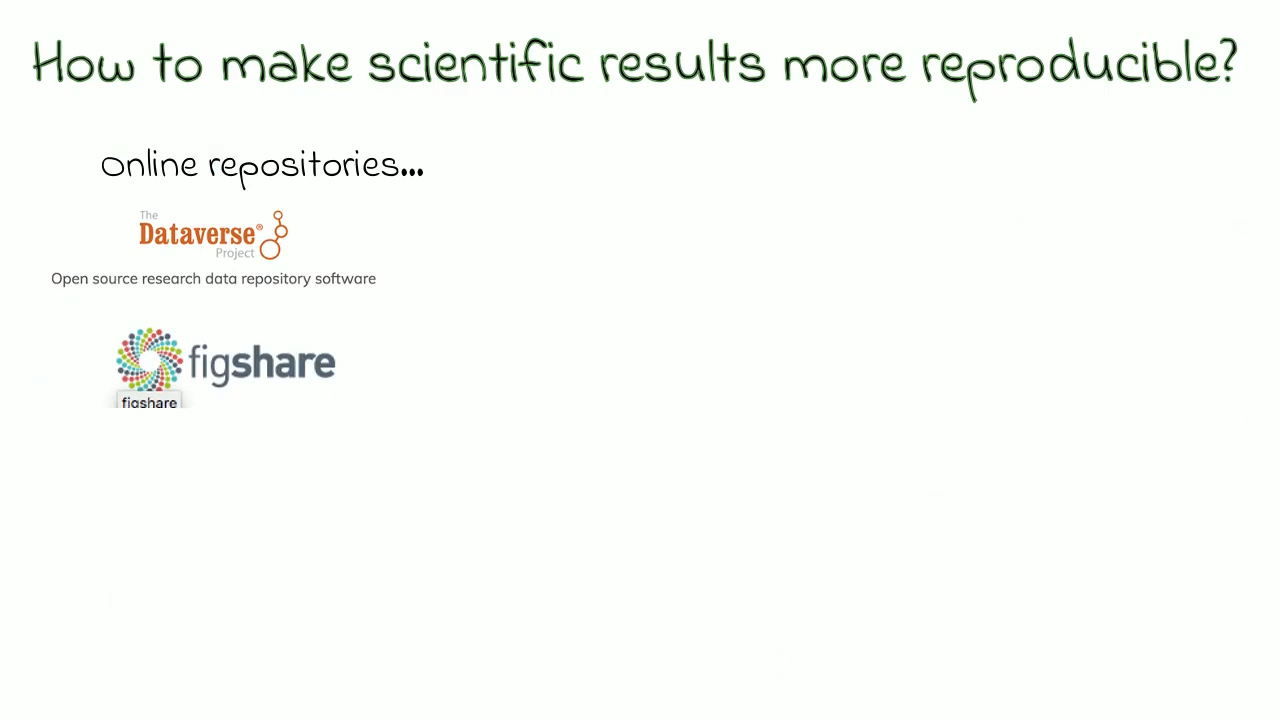 How to make scientific results more reproducible?
Online repositories...
The
Dataverse®
Project
Open source research data repository software
figshare
figshare